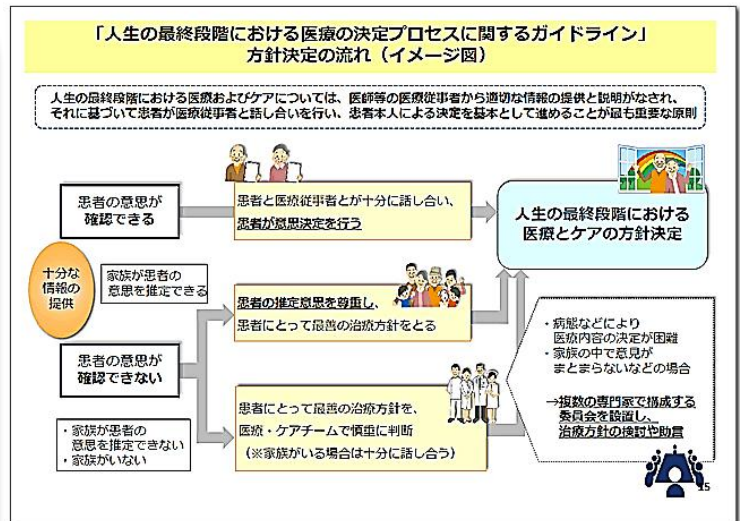 「人生の最終段階における医療の決定プロセスに関するガイドライン」
方針決定の流れ（イメージ図）
人生の最終段階における医療およびケアについては、医師等の医療従事者から適切な情報の提供と説明がなされ、
それに基づいて患者が医療従事者と話し合いを行い、患者本人による決定を基本として進めることが最も重要な原則
患者の意思が
確認できる
患者と医療従事者とが十分に話し合い、
患者が意思決定を行う
人生の最終段階における
医療とケアの方針決定
十分な
情報の
提供
家族が患者の
意思を推定できる
患者の推定意思を尊重し、
患者にとって最善の治療方針をとる
患者の意思が
確認できない
・家族が患者の
意思を推定できない
・家族がいない
患者にとって最善の治療方針を、
医療・ケアチームで慎重に判断
（※家族がいる場合は十分に話し合う）
・病態などにより
医療内容の決定が困難
・家族の中で意見が
まとまらないなどの場合
→複数の専門家で構成する
委員会を設置し、
治療方針の検討や助言
15